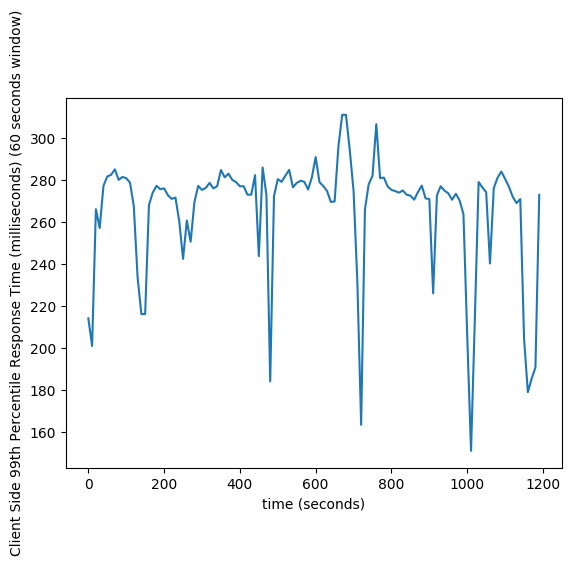 Client Side 99th Percentile Response Time (milliseconds) (60 seconds window)
300
280
260
240
220
200
180
160
0 200 400 600 800 1000 1200
time (seconds)